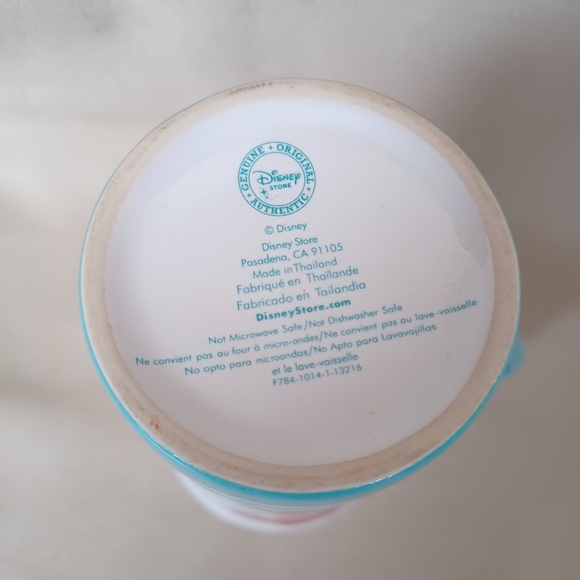 GENUINE • ORIGINAL • AUTHENTIC
Disney
STORE
© Disney
Disney Store
Pasadena, CA 91105
Made in Thailand
Fabriqué en Thaïlande
Fabricado en Tailandia
DisneyStore.com
Not Microwave Safe/Not Dishwasher Safe
Ne convient pas au four à micro-ondes/Ne convient pas au lave-vaisselle
No opto para microondas/No Apto para Lavavajillas
et le lave-vaisselle
F784-1014-1-13216